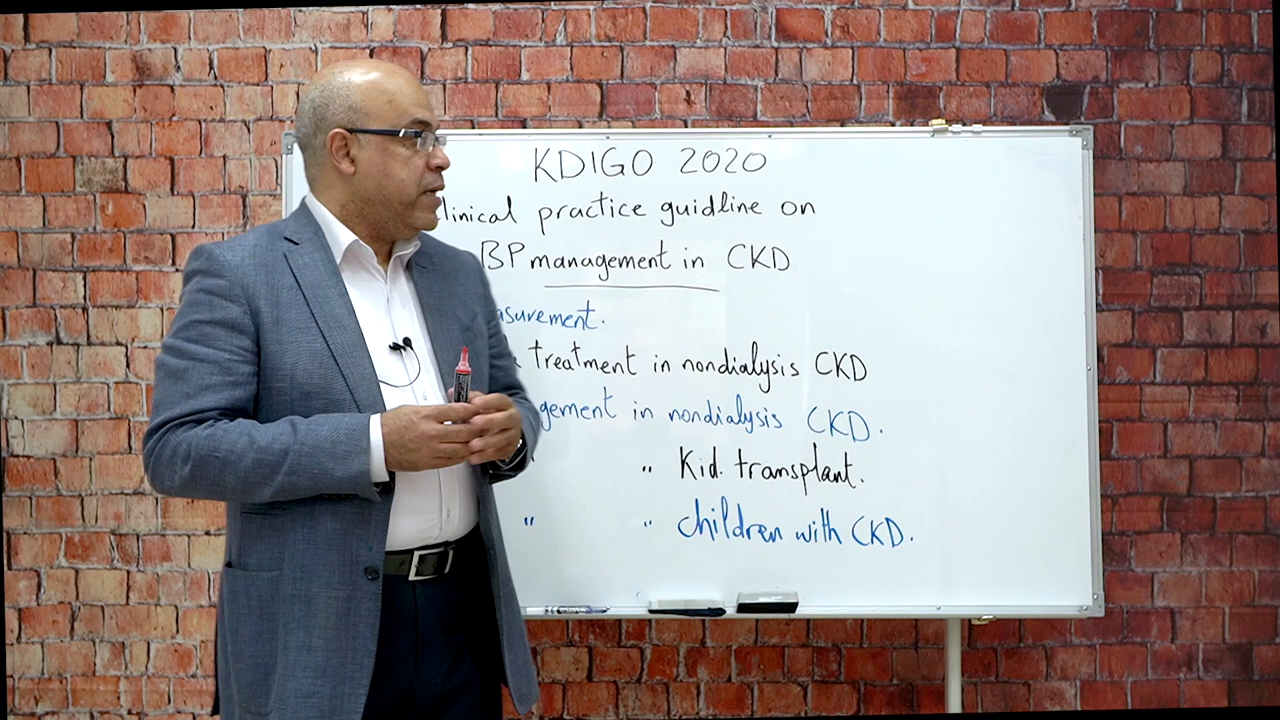 KDIGO 2020
linical practice guidline on
BP management in CKD
asurement.
treatment in nondialysis CKD
gement in nondialysis CKD.
" Kid. transplant.
" " children with CKD.